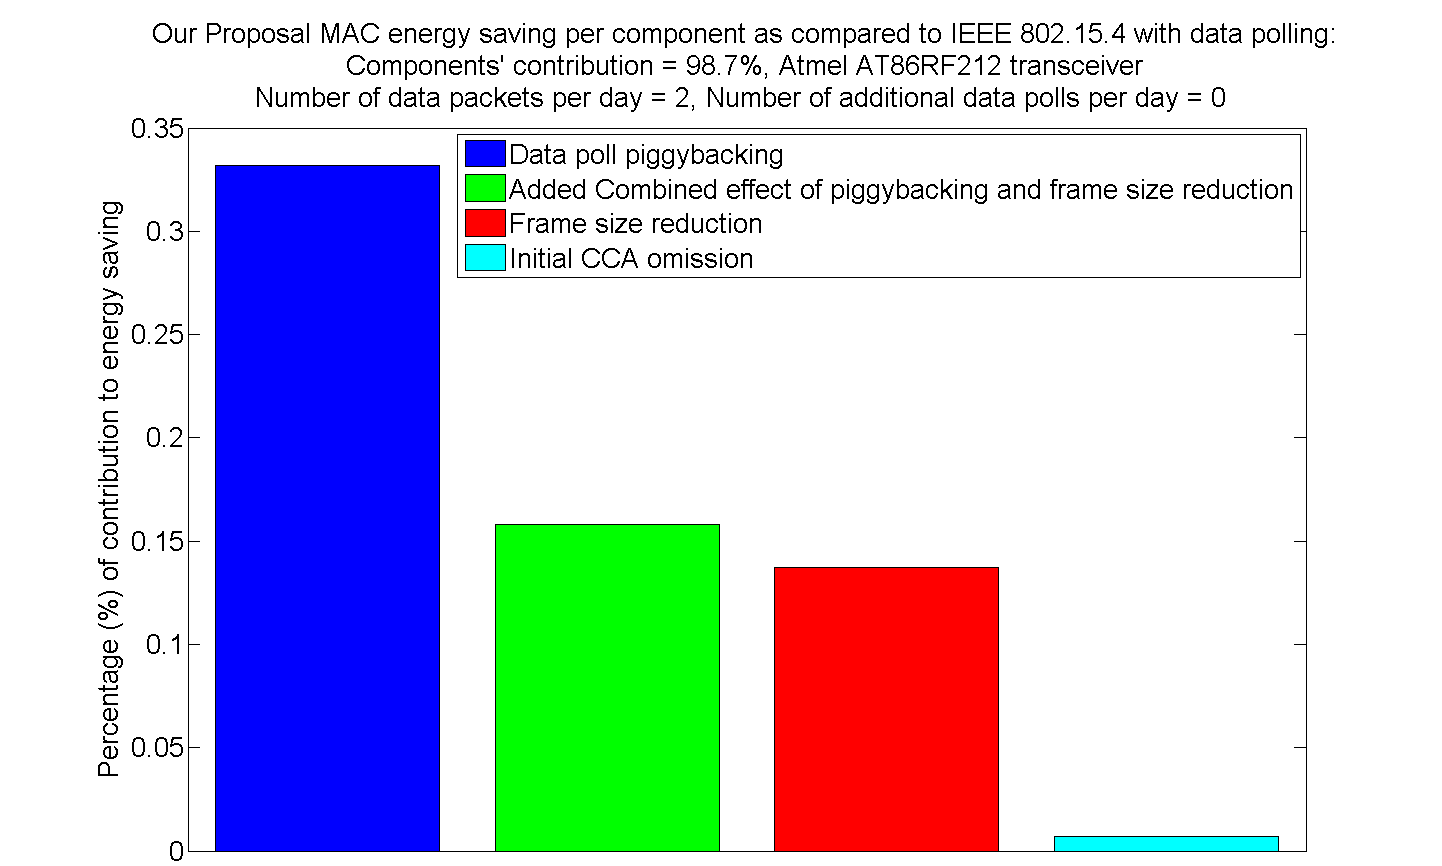 Our Proposal MAC energy saving per component as compared to IEEE 802.15.4 with data polling:
Components' contribution = 98.7%, Atmel AT86RF212 transceiver
Number of data packets per day = 2, Number of additional data polls per day = 0
Percentage (%) of contribution to energy saving
0.35
0.3
0.25
0.2
0.15
0.1
0.05
0
Data poll piggybacking
Added Combined effect of piggybacking and frame size reduction
Frame size reduction
Initial CCA omission